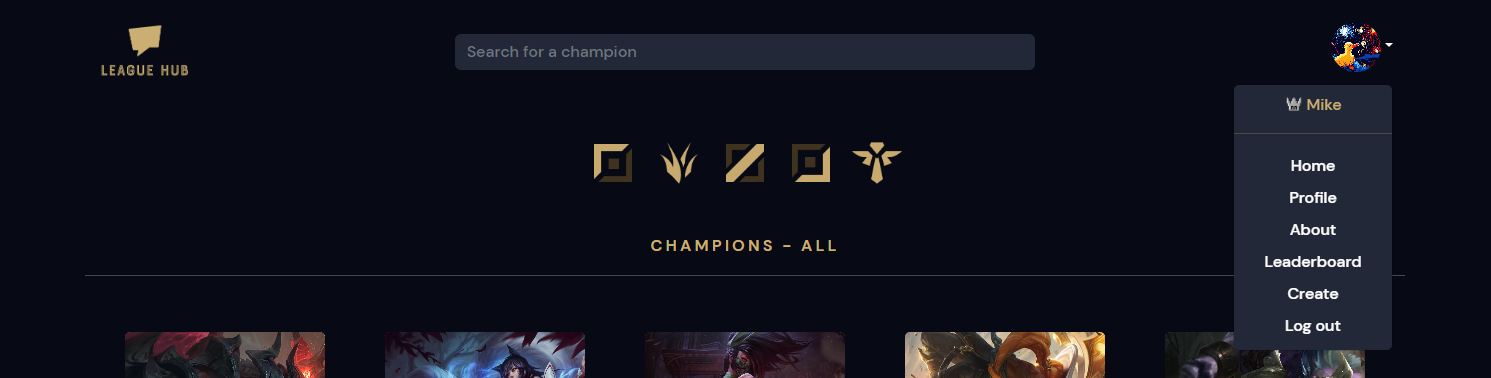 LEAGUE HUB
Search for a champion
Mike
Home
Profile
About
Leaderboard
Create
Log out
CHAMPIONS - ALL